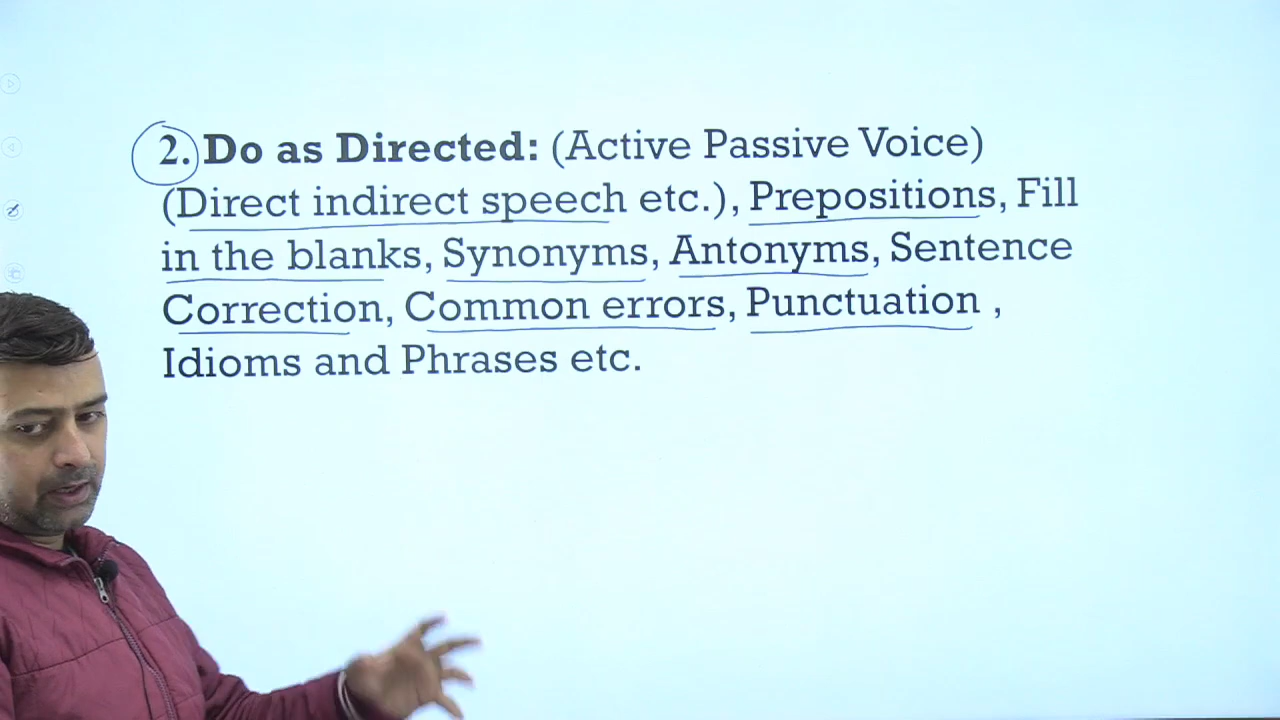 2. Do as Directed: (Active Passive Voice)
(Direct indirect speech etc.), Prepositions, Fill
in the blanks, Synonyms, Antonyms, Sentence
Correction, Common errors, Punctuation ,
Idioms and Phrases etc.